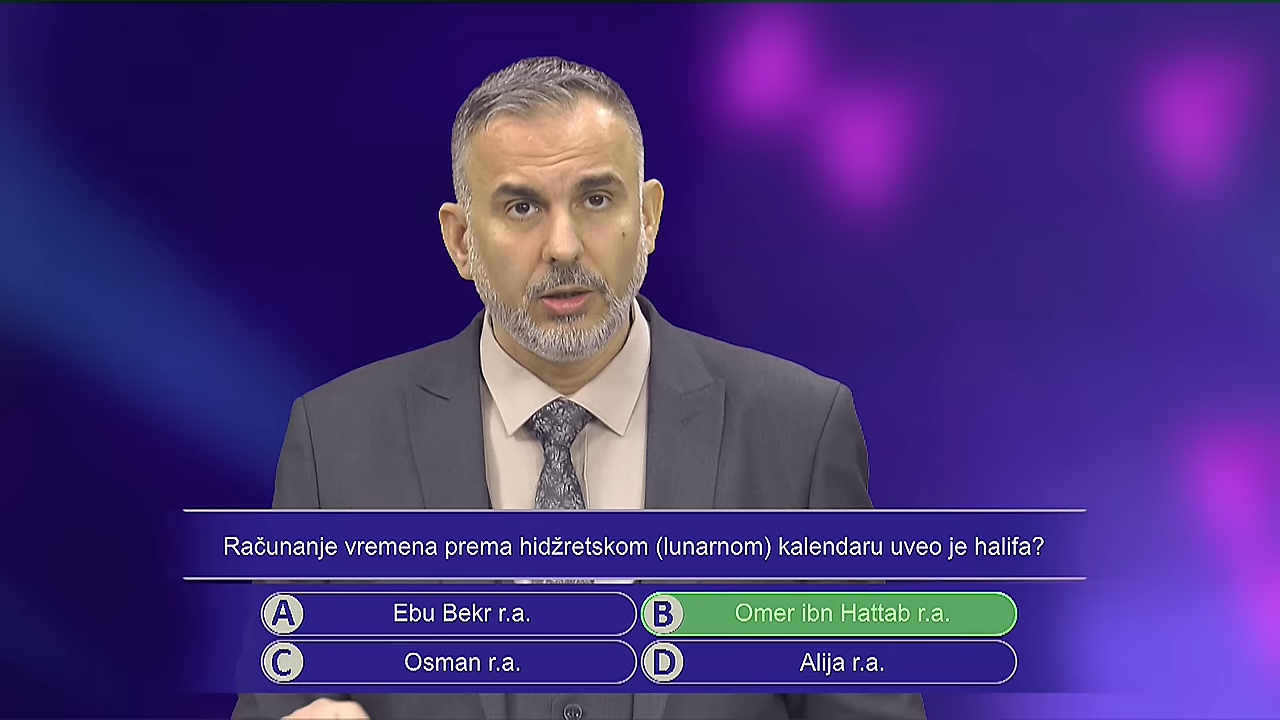 Računanje vremena prema hidžretskom (lunarnom) kalendaru uveo je halifa?
A Ebu Bekr r.a.
B Omer ibn Hattab r.a.
C Osman r.a.
D Alija r.a.